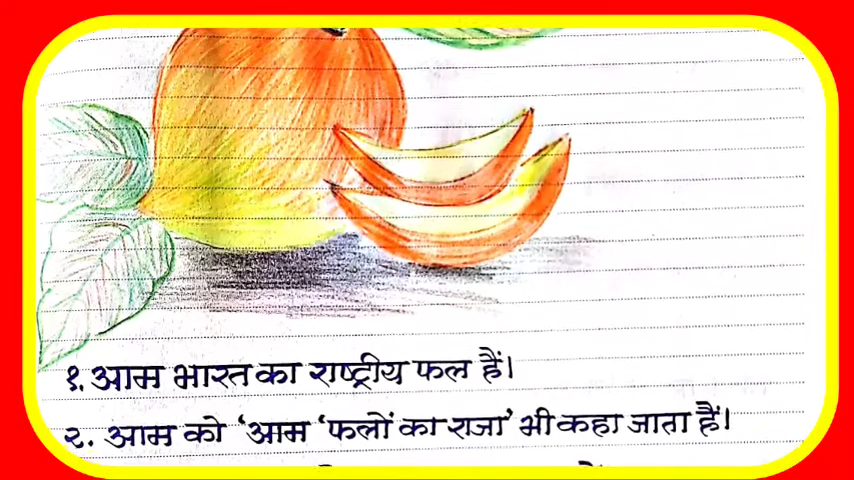 १. आम भारत का राष्ट्रीय फल हैं।
२. आम को 'आम 'फलों का राजा' भी कहा जाता हैं।